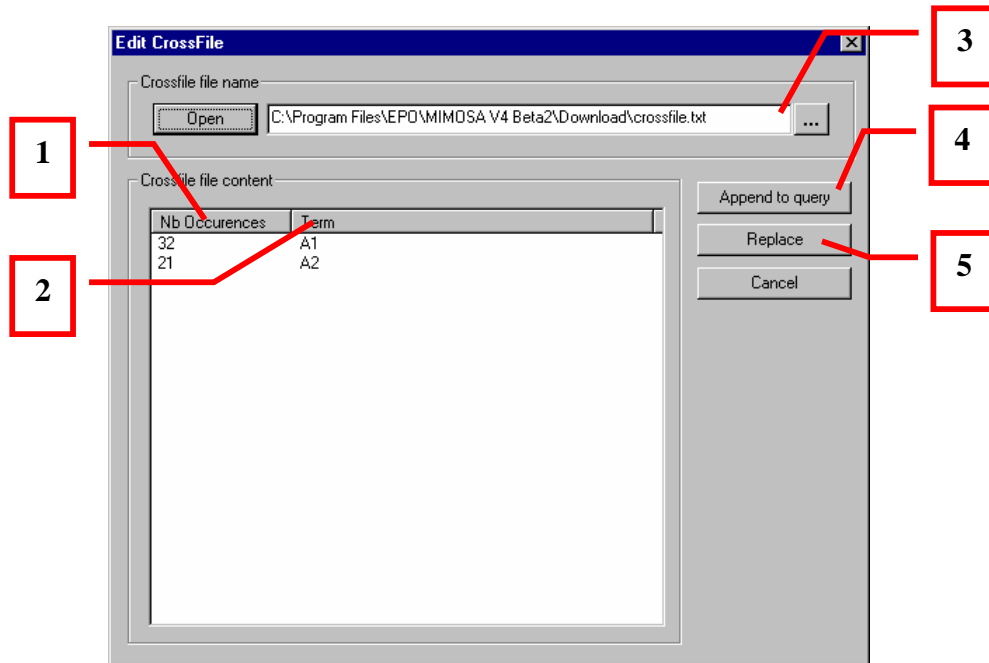 Edit CrossFile
3
Crossfile file name
Open C:\Program Files\EPO\MIMOSA V4 Beta2\Download\crossfile.txt ...
1
4
Crossfile file content
Append to query
Nb Occurences Term
32 A1
21 A2
Replace
5
2
Cancel